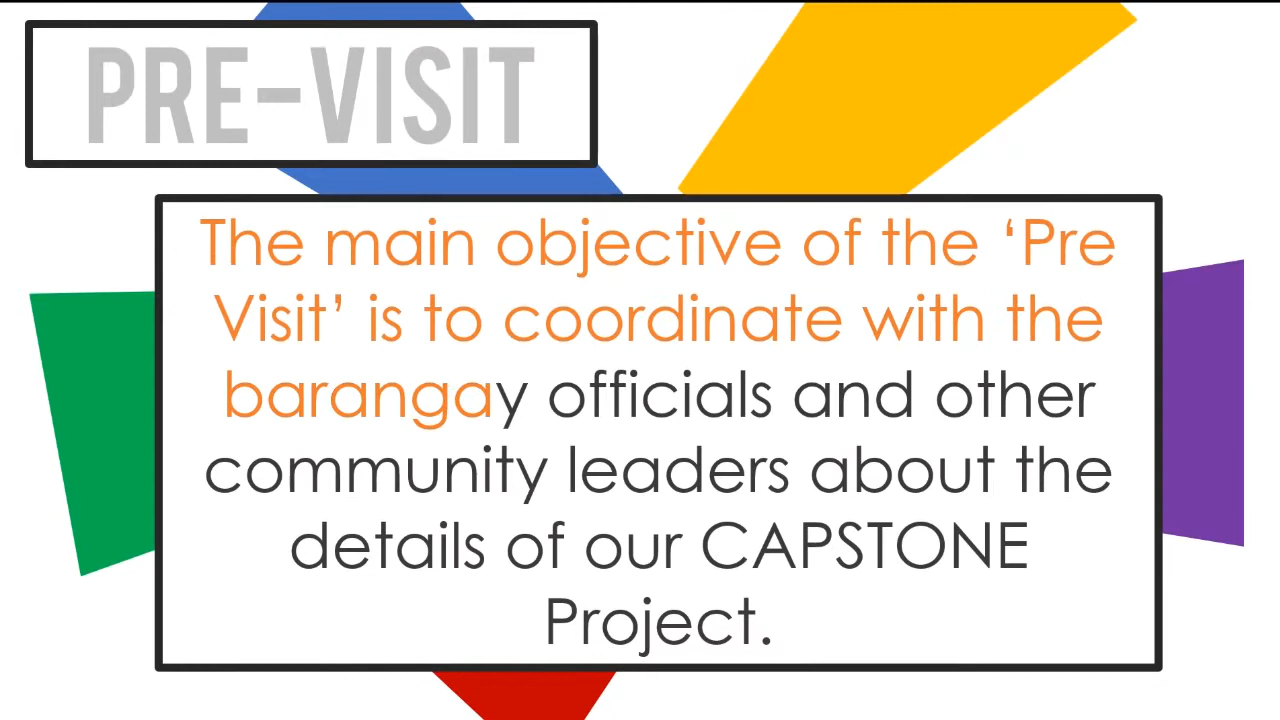 PRE-VISIT
The main objective of the ‘Pre
Visit’ is to coordinate with the
barangay officials and other
community leaders about the
details of our CAPSTONE
Project.